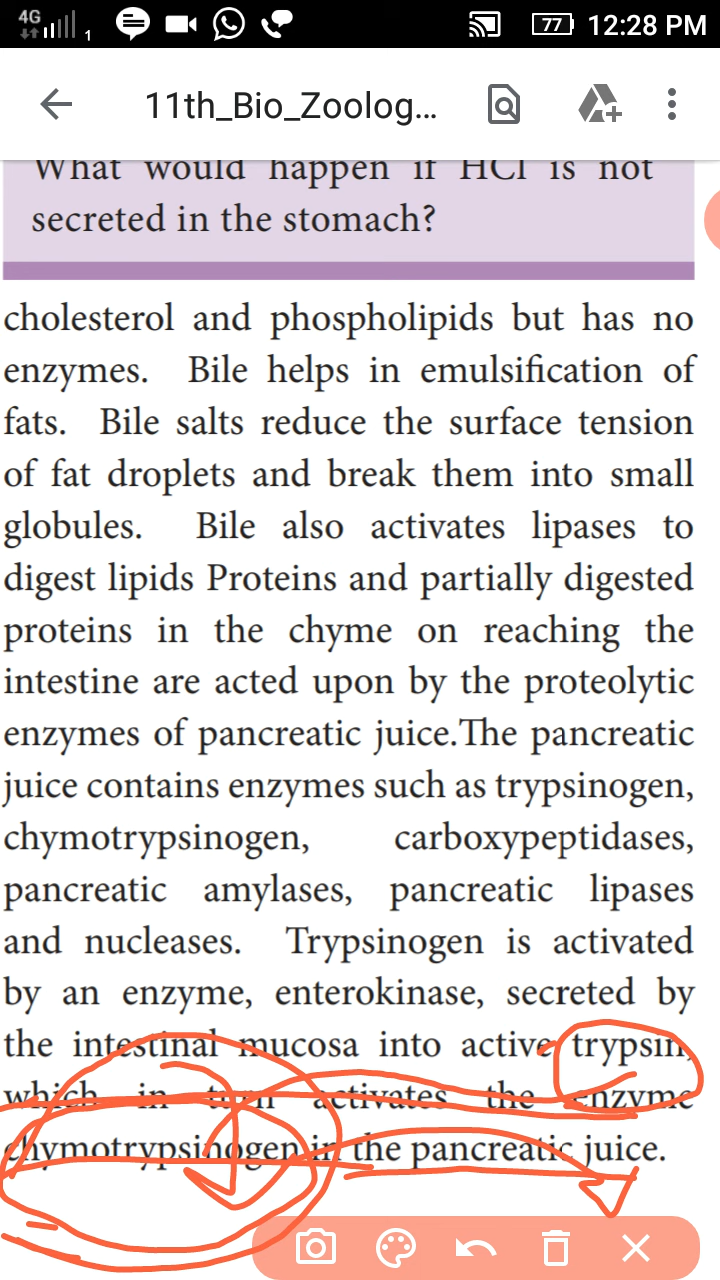 4G 1 77 12:28 PM
11th_Bio_Zoolog...
What would happen if HCl is not
secreted in the stomach?
cholesterol and phospholipids but has no
enzymes. Bile helps in emulsification of
fats. Bile salts reduce the surface tension
of fat droplets and break them into small
globules. Bile also activates lipases to
digest lipids Proteins and partially digested
proteins in the chyme on reaching the
intestine are acted upon by the proteolytic
enzymes of pancreatic juice.The pancreatic
juice contains enzymes such as trypsinogen,
chymotrypsinogen, carboxypeptidases,
pancreatic amylases, pancreatic lipases
and nucleases. Trypsinogen is activated
by an enzyme, enterokinase, secreted by
the intestinal mucosa into active trypsin,
which in turn activates the enzyme
chymotrypsinogen in the pancreatic juice.